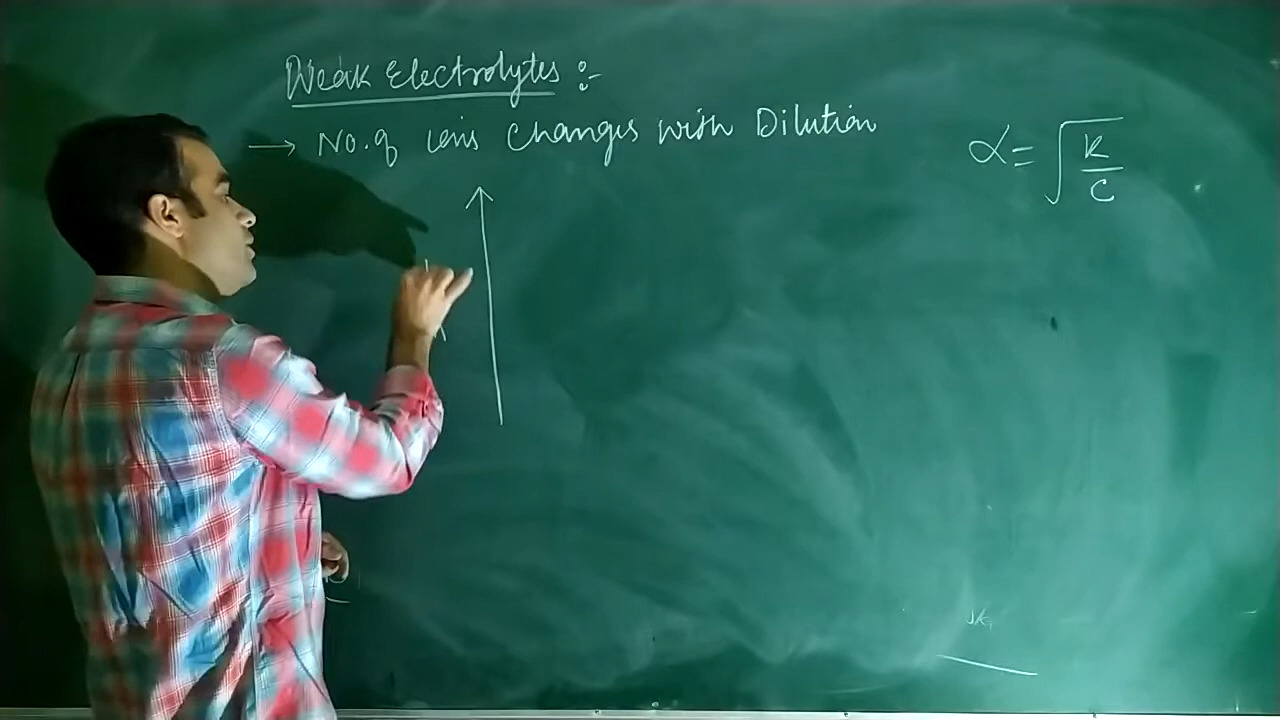 Weak Electrolytes :-
→ No. of ions Changes with Dilution
α = √(K/C)